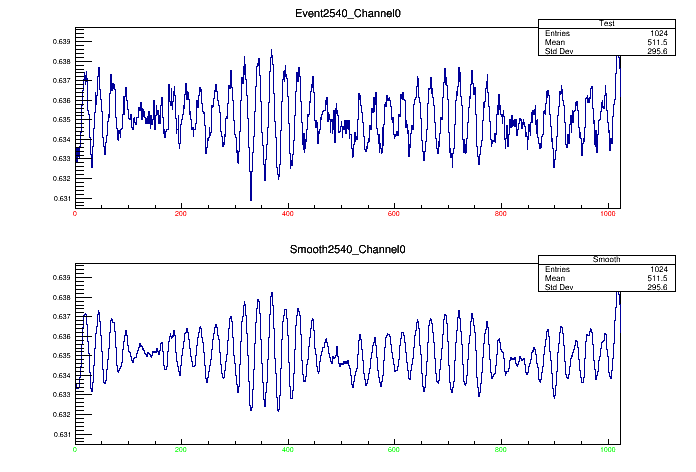 Event2540_Channel0
Test
Entries 1024
Mean 511.5
Std Dev 295.6
0.639
0.638
0.637
0.636
0.635
0.634
0.633
0.632
0.631
0 200 400 600 800 1000
Smooth2540_Channel0
Smooth
Entries 1024
Mean 511.5
Std Dev 295.6
0.639
0.638
0.637
0.636
0.635
0.634
0.633
0.632
0.631
0 200 400 600 800 1000